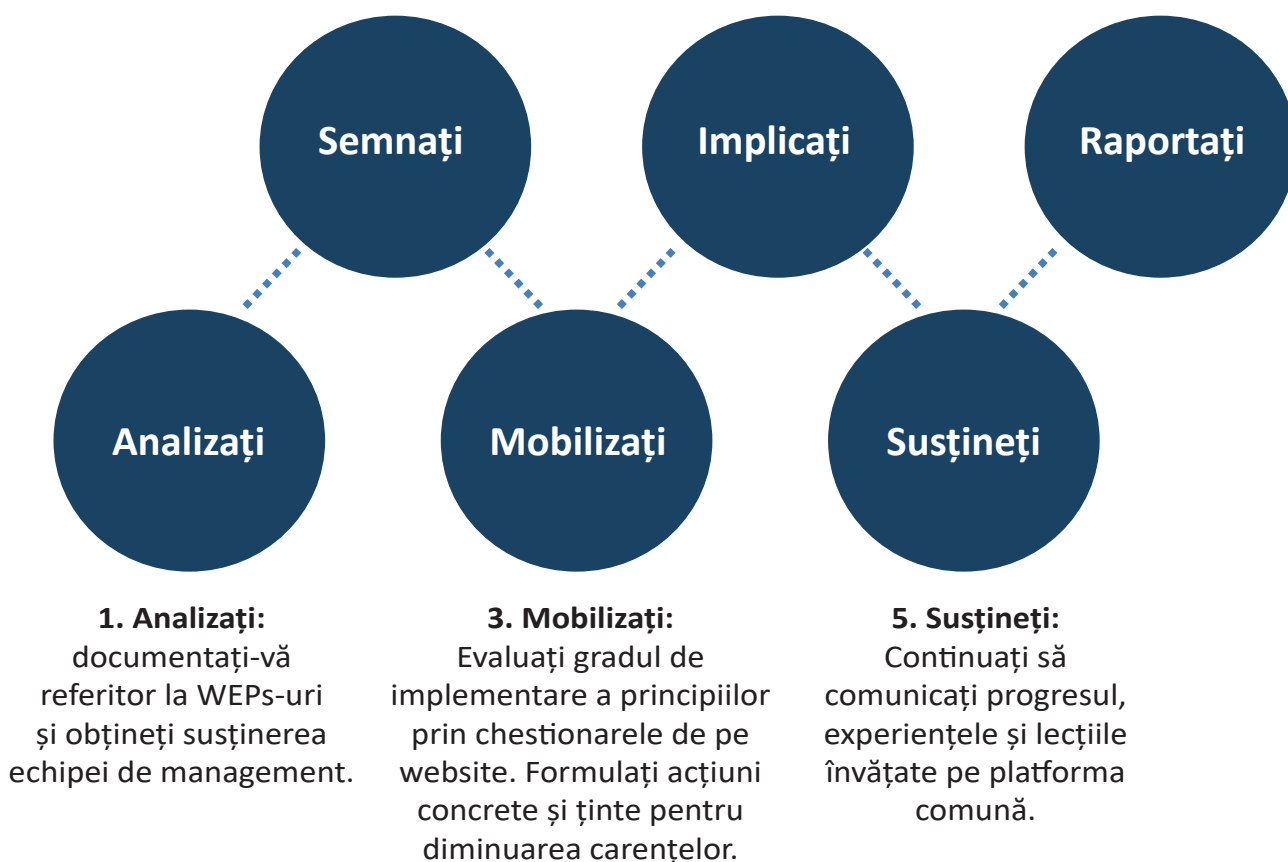 Semnați
Implicați
Raportați
Analizați
Mobilizați
Susțineți
1. Analizați:
documentați-vă
referitor la WEPs-uri
și obțineți susținerea
echipei de management.
3. Mobilizați:
Evaluați gradul de
implementare a principiilor
prin chestionarele de pe
website. Formulați acțiuni
concrete și ținte pentru
diminuarea carențelor.
5. Susțineți:
Continuați să
comunicați progresul,
experiențele și lecțiile
învățate pe platforma
comună.